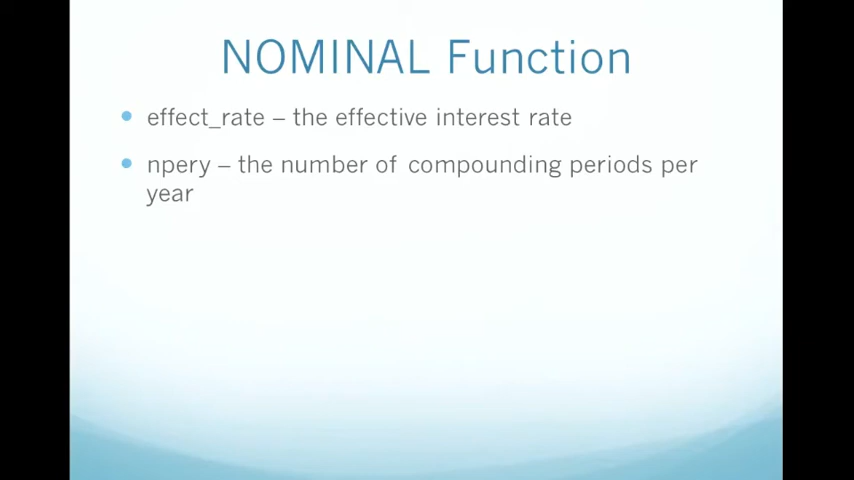 NOMINAL Function
• effect_rate – the effective interest rate
• npery – the number of compounding periods per
year